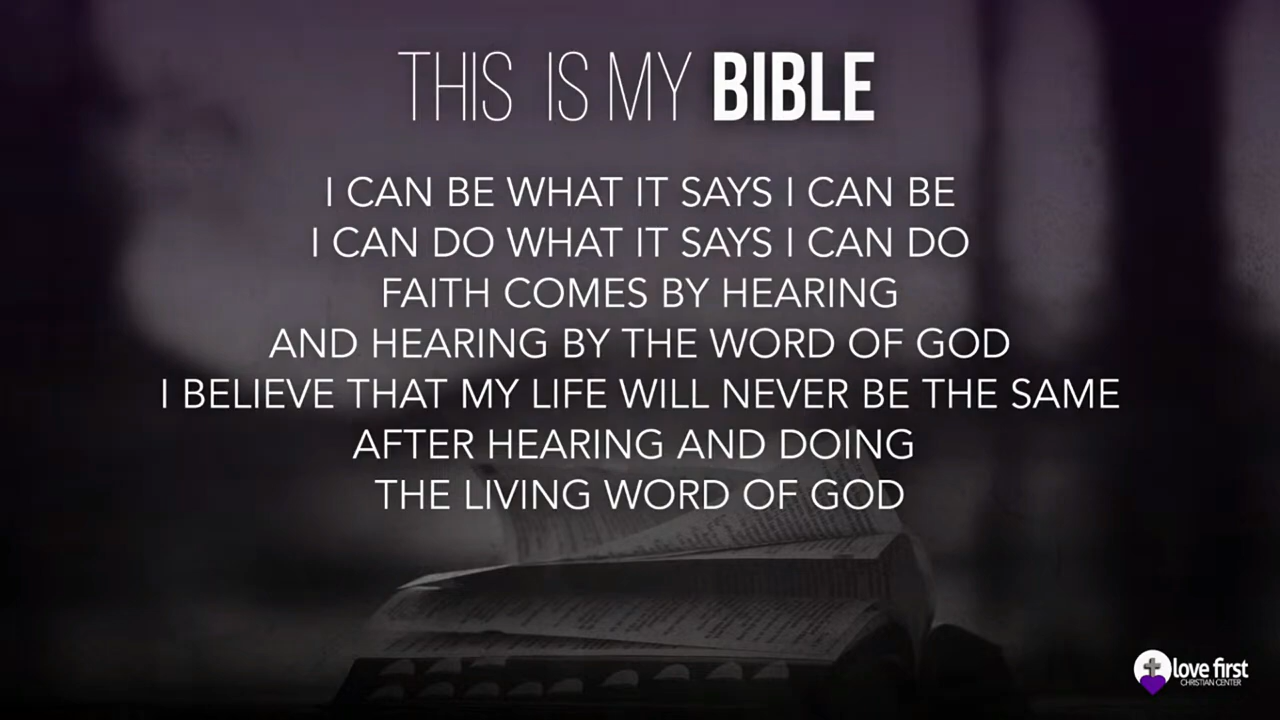 THIS IS MY BIBLE
I CAN BE WHAT IT SAYS I CAN BE
I CAN DO WHAT IT SAYS I CAN DO
FAITH COMES BY HEARING
AND HEARING BY THE WORD OF GOD
I BELIEVE THAT MY LIFE WILL NEVER BE THE SAME
AFTER HEARING AND DOING
THE LIVING WORD OF GOD
love first
CHRISTIAN CENTER